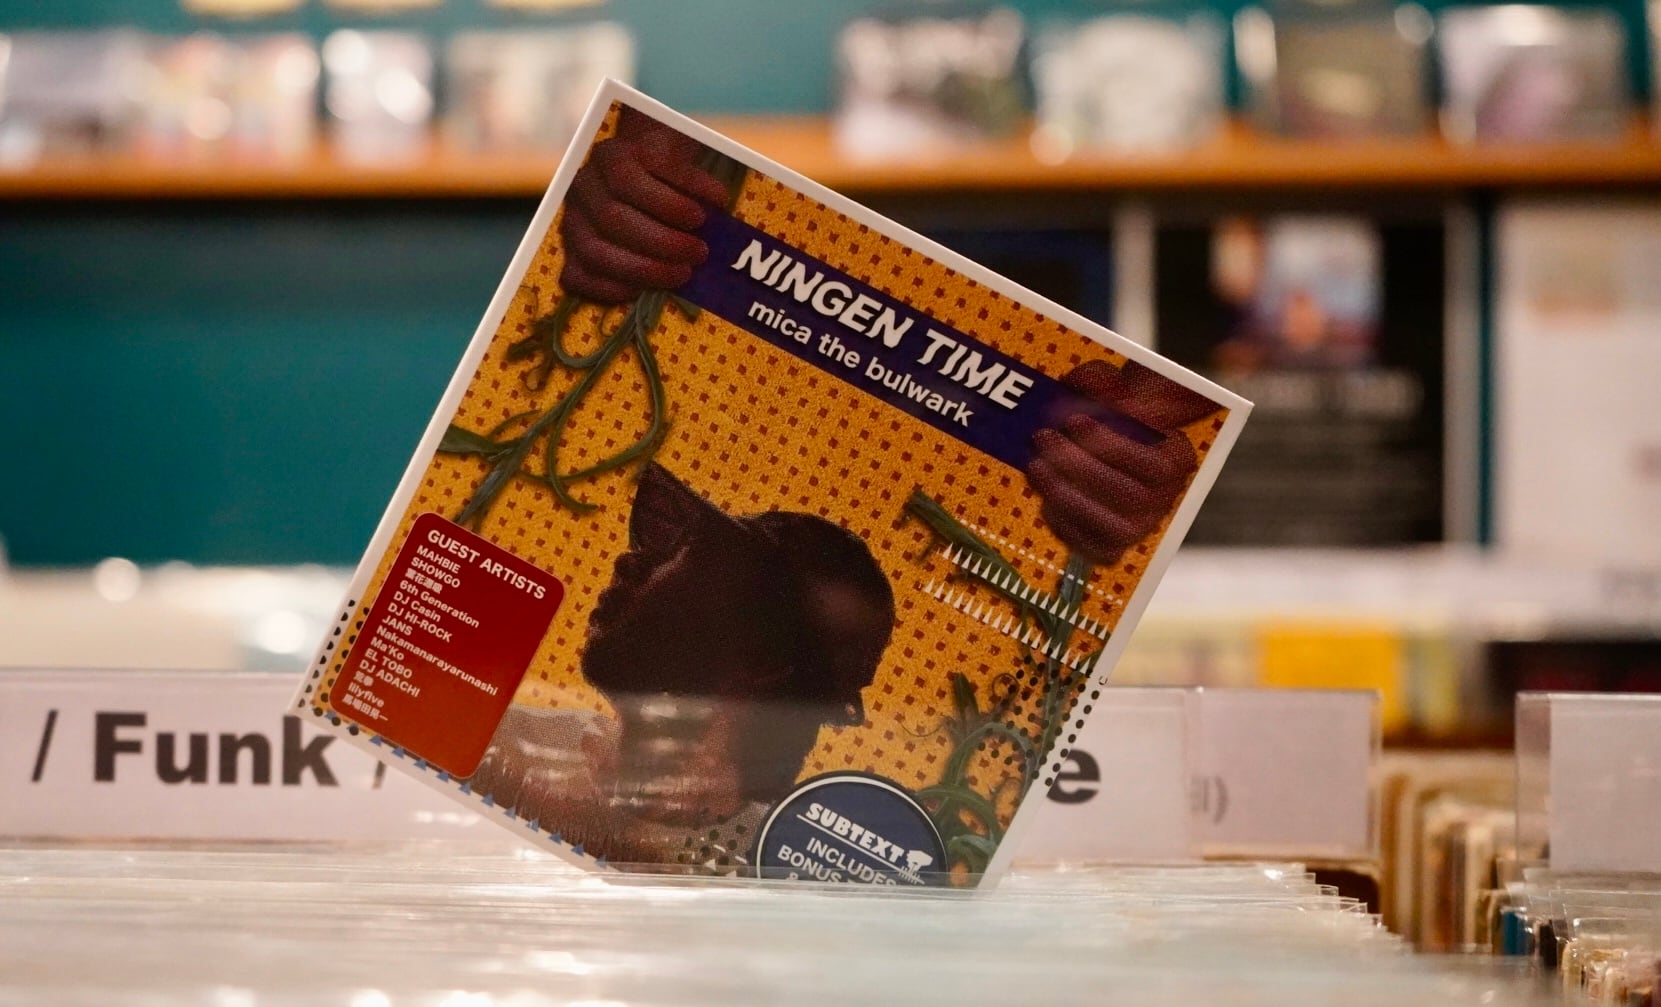 NINGEN TIME
mica the bulwark
GUEST ARTISTS
MAHBIE
SHOWGO
6th Generation
DJ Casin
DJ HI-ROCK
JANS
Nakamanarayarunashi
Ma'Ko
EL TOBO
DJ ADACHI
lilyfive
SUBTEXT
INCLUDES
BONUS
&
/ Funk /
e